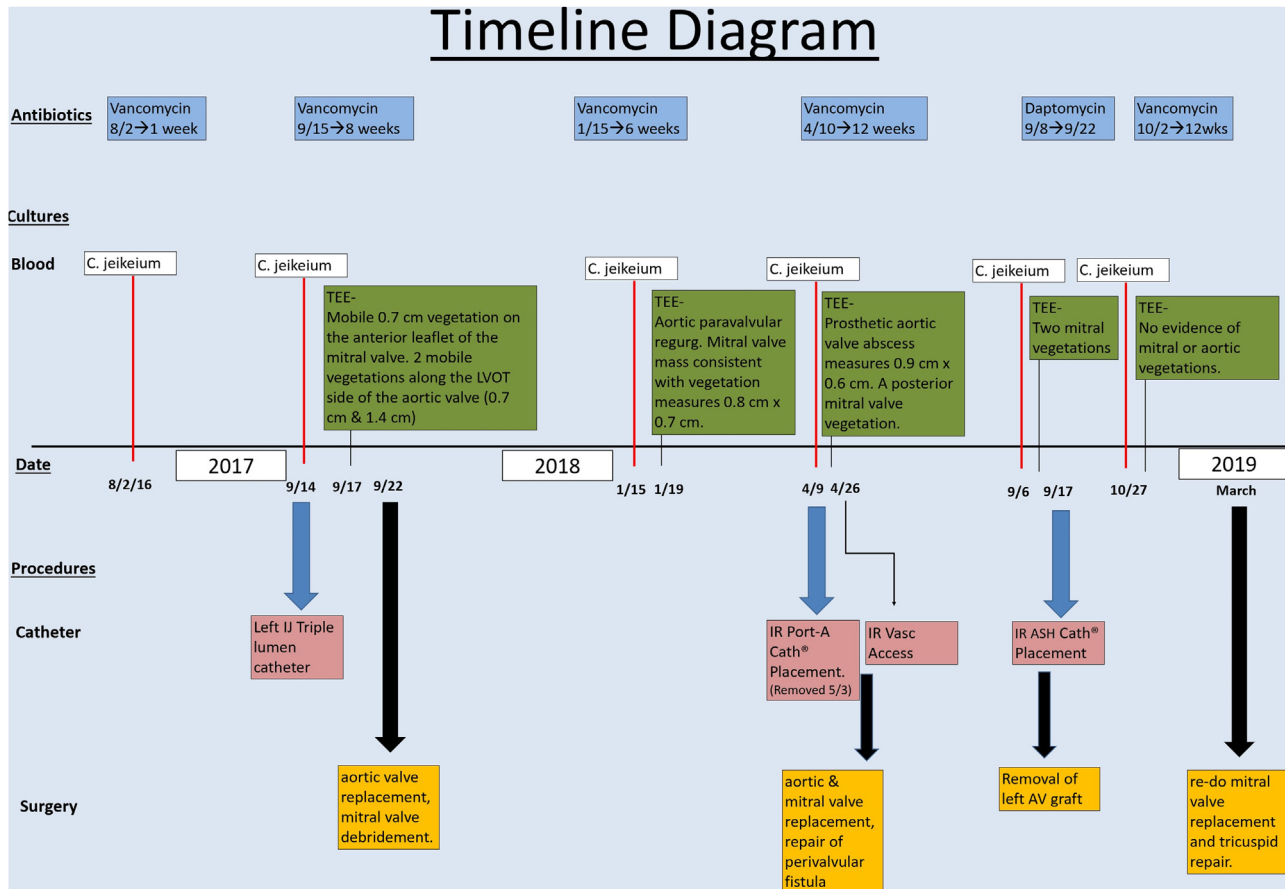 Timeline Diagram
Antibiotics
Vancomycin
8/2→1 week
Vancomycin
9/15→8 weeks
Vancomycin
1/15→6 weeks
Vancomycin
4/10→12 weeks
Daptomycin
9/8→9/22
Vancomycin
10/2→12wks
Cultures
Blood
C. jeikeium
C. jeikeium
C. jeikeium
C. jeikeium
C. jeikeium
C. jeikeium
TEE-
Mobile 0.7 cm vegetation on
the anterior leaflet of the
mitral valve. 2 mobile
vegetations along the LVOT
side of the aortic valve (0.7
cm & 1.4 cm)
TEE-
Aortic paravalvular
regurg. Mitral valve
mass consistent
with vegetation
measures 0.8 cm x
0.7 cm.
TEE-
Prosthetic aortic
valve abscess
measures 0.9 cm x
0.6 cm. A posterior
mitral valve
vegetation.
TEE-
Two mitral
vegetations
TEE-
No evidence of
mitral or aortic
vegetations.
Date
8/2/16
2017
9/14
9/17
9/22
2018
1/15
1/19
4/9
4/26
9/6
9/17
10/27
2019
March
Procedures
Catheter
Left IJ Triple
lumen
catheter
IR Port-A
Cath®
Placement.
(Removed 5/3)
IR Vasc
Access
IR ASH Cath®
Placement
Surgery
aortic valve
replacement,
mitral valve
debridement.
aortic &
mitral valve
replacement,
repair of
perivalvular
fistula
Removal of
left AV graft
re-do mitral
valve
replacement
and tricuspid
repair.